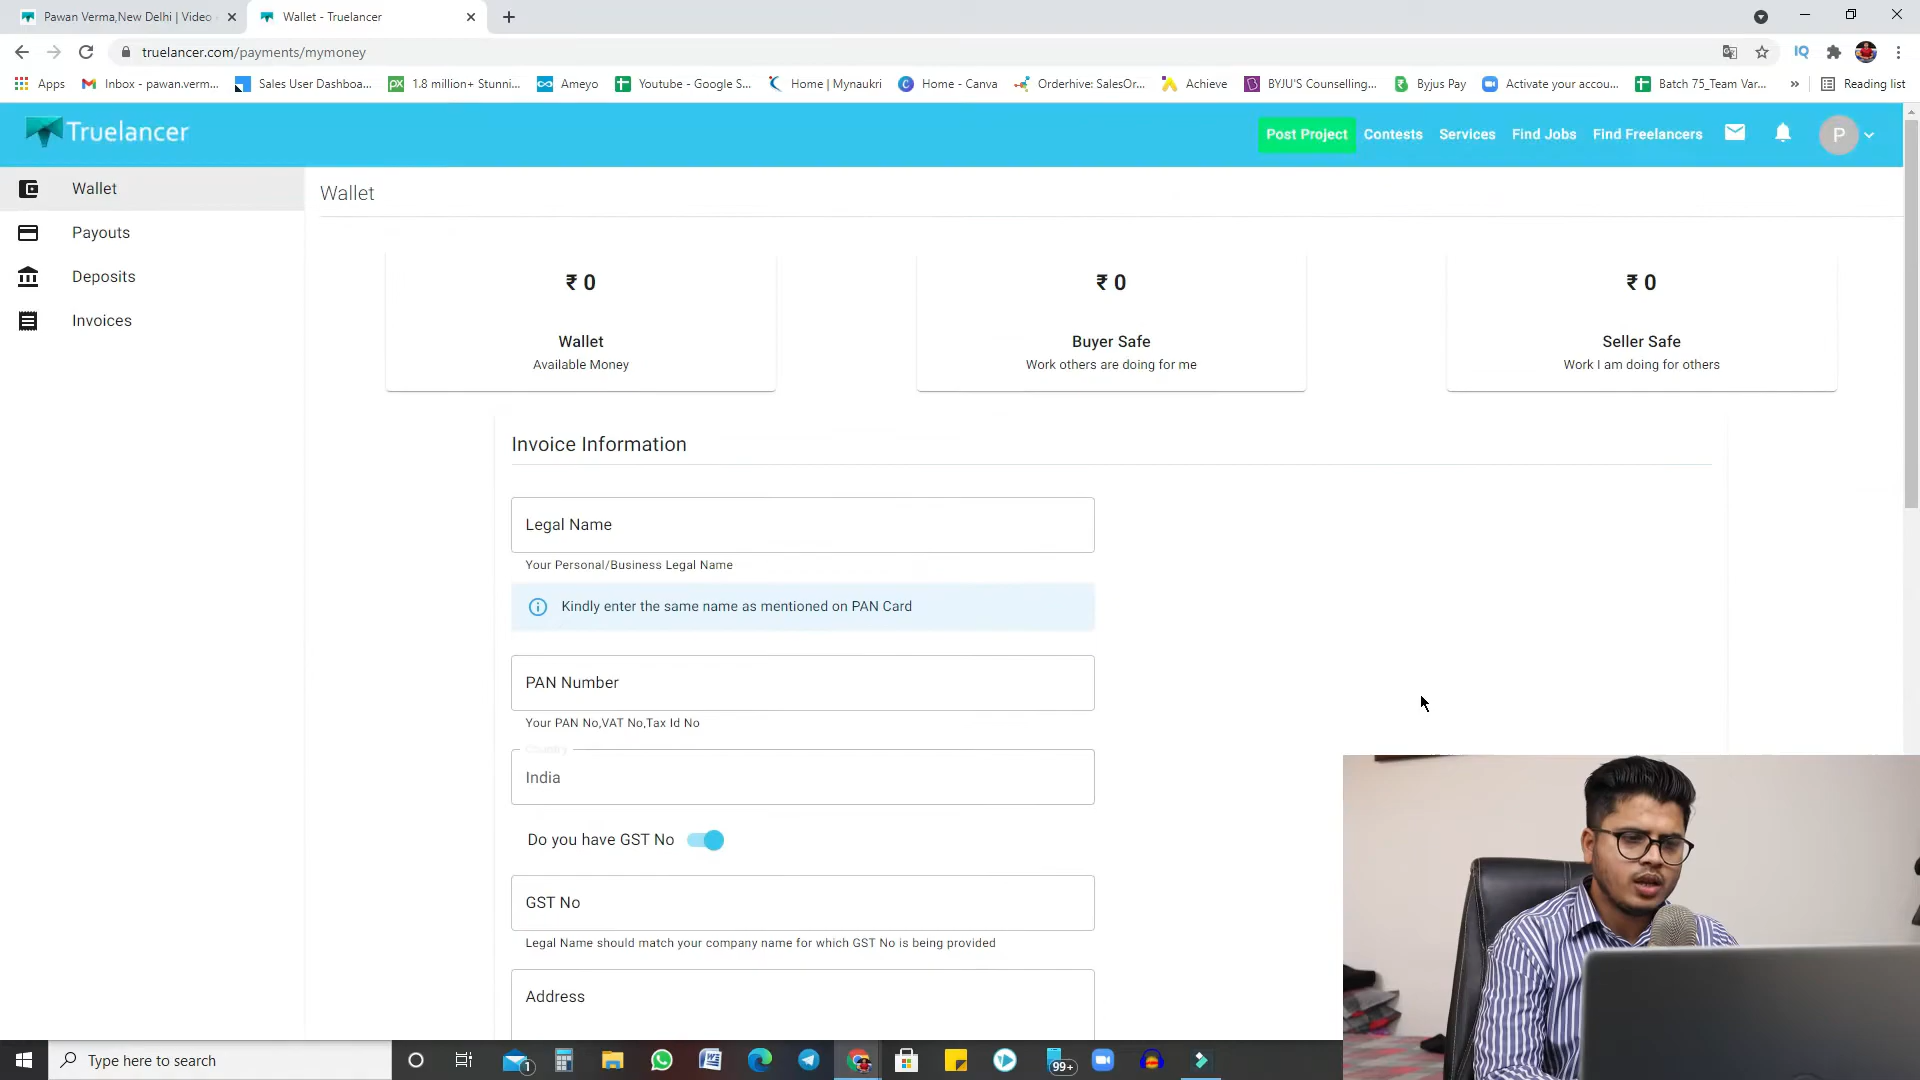 Pawan Verma,New Delhi | Video
Wallet - Truelancer
truelancer.com/payments/mymoney
IQ
Apps
Inbox - pawan.verm...
Sales User Dashboa...
px
1.8 million+ Stunni...
Ameyo
Youtube - Google S...
Home | Mynaukri
Home - Canva
Orderhive: SalesOr...
Achieve
BYJU'S Counselling...
Byjus Pay
Activate your accou...
Batch 75_Team Var...
»
Reading list
Truelancer
Post Project
Contests
Services
Find Jobs
Find Freelancers
P
Wallet
Payouts
Deposits
Invoices
Wallet
₹ 0
Wallet
Available Money
₹ 0
Buyer Safe
Work others are doing for me
₹ 0
Seller Safe
Work I am doing for others
Invoice Information
Legal Name
Your Personal/Business Legal Name
Kindly enter the same name as mentioned on PAN Card
PAN Number
Your PAN No,VAT No,Tax Id No
Country
India
Do you have GST No
GST No
Legal Name should match your company name for which GST No is being provided
Address
Type here to search
1
99+